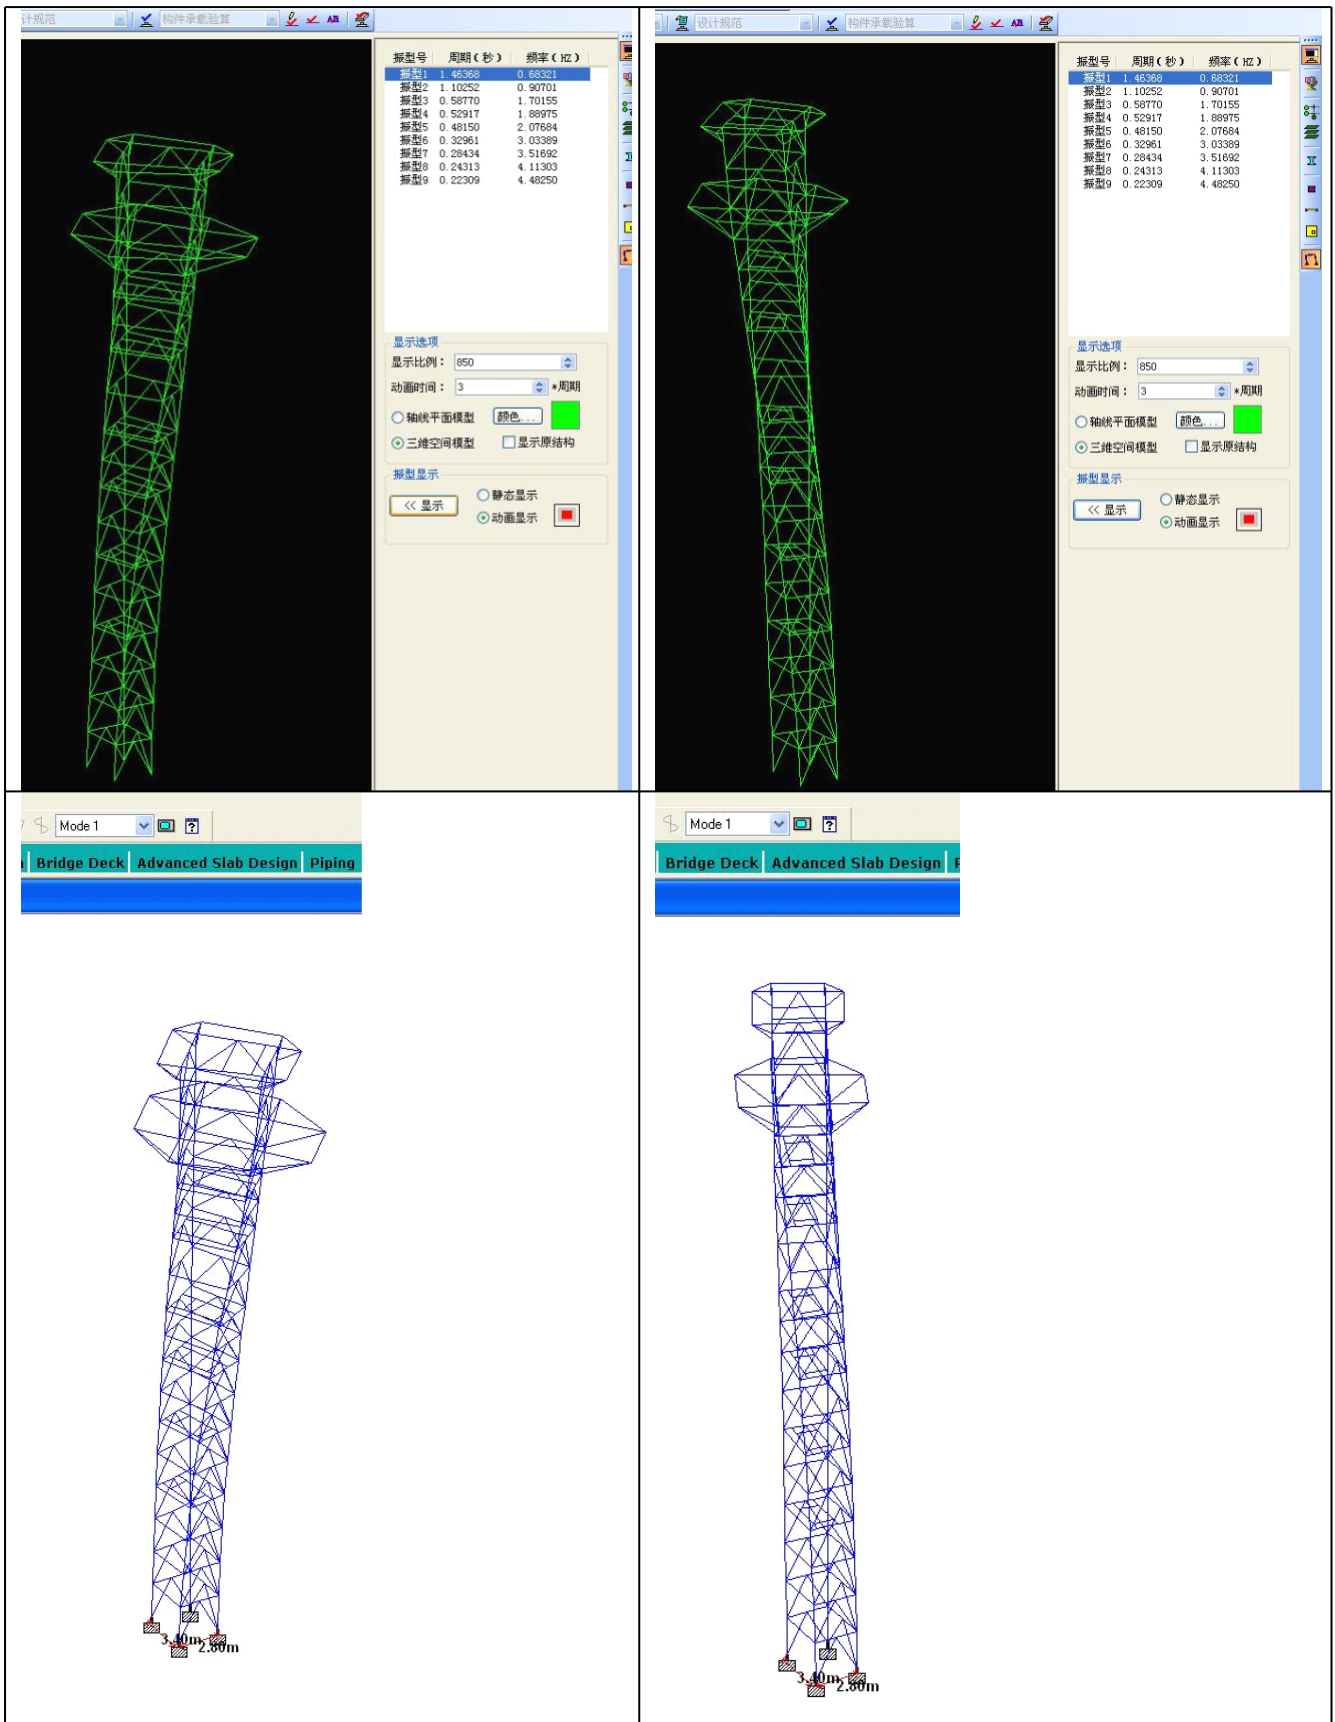 计规范 构件承载验算
振型号 周期(秒) 频率(HZ)
振型1 1.46368 0.68321
振型2 1.10252 0.90701
振型3 0.58770 1.70155
振型4 0.52917 1.88975
振型5 0.48150 2.07684
振型6 0.32961 3.03389
振型7 0.28434 3.51692
振型8 0.24313 4.11303
振型9 0.22309 4.48250
显示选项
显示比例: 850
动画时间: 3 *周期
轴线平面模型 颜色...
三维空间模型 显示原结构
振型显示
<< 显示 静态显示
动画显示
设计规范 构件承载验算
振型号 周期(秒) 频率(HZ)
振型1 1.46368 0.68321
振型2 1.10252 0.90701
振型3 0.58770 1.70155
振型4 0.52917 1.88975
振型5 0.48150 2.07684
振型6 0.32961 3.03389
振型7 0.28434 3.51692
振型8 0.24313 4.11303
振型9 0.22309 4.48250
显示选项
显示比例: 850
动画时间: 3 *周期
轴线平面模型 颜色...
三维空间模型 显示原结构
振型显示
<< 显示 静态显示
动画显示
Mode 1
Bridge Deck Advanced Slab Design Piping
3.40m 2.80m
Mode 1
Bridge Deck Advanced Slab Design
3.40m 2.80m